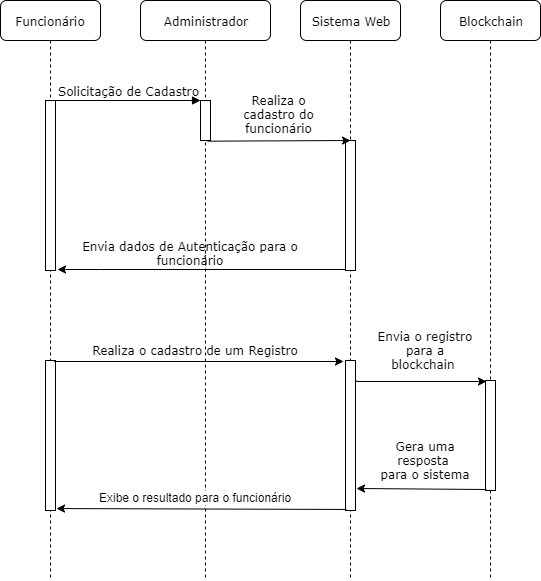 Funcionário
Administrador
Sistema Web
Blockchain
Solicitação de Cadastro
Realiza o
cadastro do
funcionário
Envia dados de Autenticação para o
funcionário
Realiza o cadastro de um Registro
Envia o registro
para a
blockchain
Gera uma
resposta
para o sistema
Exibe o resultado para o funcionário